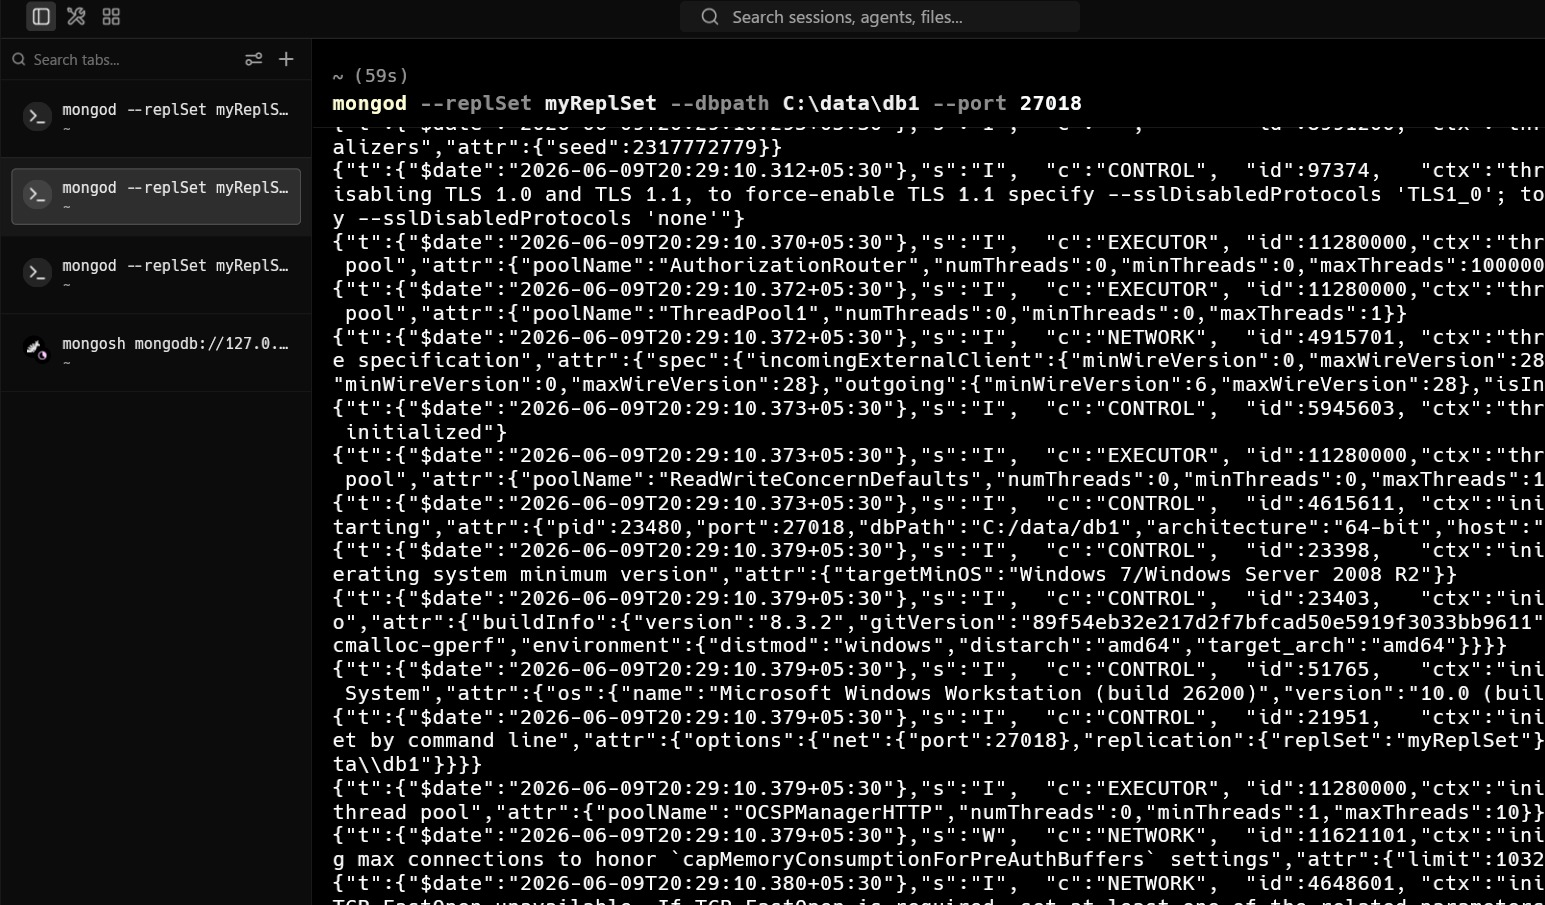 Search sessions, agents, files...
Search tabs...
mongod --replSet myReplS…
~
mongod --replSet myReplS…
~
mongod --replSet myReplS…
~
mongosh mongodb://127.0.…
~
~ (59s)
mongod --replSet myReplSet --dbpath C:\data\db1 --port 27018
alizers","attr":{"seed":2317772779}}
{"t":{"$date":"2026-06-09T20:29:10.312+05:30"},"s":"I",  "c":"CONTROL",  "id":97374,   "ctx":"thr
isabling TLS 1.0 and TLS 1.1, to force-enable TLS 1.1 specify --sslDisabledProtocols 'TLS1_0'; to
y --sslDisabledProtocols 'none'"}
{"t":{"$date":"2026-06-09T20:29:10.370+05:30"},"s":"I",  "c":"EXECUTOR", "id":11280000,"ctx":"thr
pool","attr":{"poolName":"AuthorizationRouter","numThreads":0,"minThreads":0,"maxThreads":100000
{"t":{"$date":"2026-06-09T20:29:10.372+05:30"},"s":"I",  "c":"EXECUTOR", "id":11280000,"ctx":"thr
pool","attr":{"poolName":"ThreadPool1","numThreads":0,"minThreads":0,"maxThreads":1}}
{"t":{"$date":"2026-06-09T20:29:10.372+05:30"},"s":"I",  "c":"NETWORK",  "id":4915701, "ctx":"thr
e specification","attr":{"spec":{"incomingExternalClient":{"minWireVersion":0,"maxWireVersion":28
"minWireVersion":0,"maxWireVersion":28},"outgoing":{"minWireVersion":6,"maxWireVersion":28},"isIn
{"t":{"$date":"2026-06-09T20:29:10.373+05:30"},"s":"I",  "c":"CONTROL",  "id":5945603, "ctx":"thr
initialized"}
{"t":{"$date":"2026-06-09T20:29:10.373+05:30"},"s":"I",  "c":"EXECUTOR", "id":11280000,"ctx":"thr
pool","attr":{"poolName":"ReadWriteConcernDefaults","numThreads":0,"minThreads":0,"maxThreads":1
{"t":{"$date":"2026-06-09T20:29:10.373+05:30"},"s":"I",  "c":"CONTROL",  "id":4615611, "ctx":"ini
tarting","attr":{"pid":23480,"port":27018,"dbPath":"C:/data/db1","architecture":"64-bit","host":"
{"t":{"$date":"2026-06-09T20:29:10.379+05:30"},"s":"I",  "c":"CONTROL",  "id":23398,   "ctx":"ini
erating system minimum version","attr":{"targetMinOS":"Windows 7/Windows Server 2008 R2"}}
{"t":{"$date":"2026-06-09T20:29:10.379+05:30"},"s":"I",  "c":"CONTROL",  "id":23403,   "ctx":"ini
o","attr":{"buildInfo":{"version":"8.3.2","gitVersion":"89f54eb32e217d2f7bfcad50e5919f3033bb9611"
cmalloc-gperf","environment":{"distmod":"windows","distarch":"amd64","target_arch":"amd64"}}}}
{"t":{"$date":"2026-06-09T20:29:10.379+05:30"},"s":"I",  "c":"CONTROL",  "id":51765,   "ctx":"ini
System","attr":{"os":{"name":"Microsoft Windows Workstation (build 26200)","version":"10.0 (buil
{"t":{"$date":"2026-06-09T20:29:10.379+05:30"},"s":"I",  "c":"CONTROL",  "id":21951,   "ctx":"ini
et by command line","attr":{"options":{"net":{"port":27018},"replication":{"replSet":"myReplSet"}
ta\\db1"}}}}
{"t":{"$date":"2026-06-09T20:29:10.379+05:30"},"s":"I",  "c":"EXECUTOR", "id":11280000,"ctx":"ini
thread pool","attr":{"poolName":"OCSPManagerHTTP","numThreads":0,"minThreads":1,"maxThreads":10}}
{"t":{"$date":"2026-06-09T20:29:10.379+05:30"},"s":"W",  "c":"NETWORK",  "id":11621101,"ctx":"ini
g max connections to honor `capMemoryConsumptionForPreAuthBuffers` settings","attr":{"limit":1032
{"t":{"$date":"2026-06-09T20:29:10.380+05:30"},"s":"I",  "c":"NETWORK",  "id":4648601, "ctx":"ini